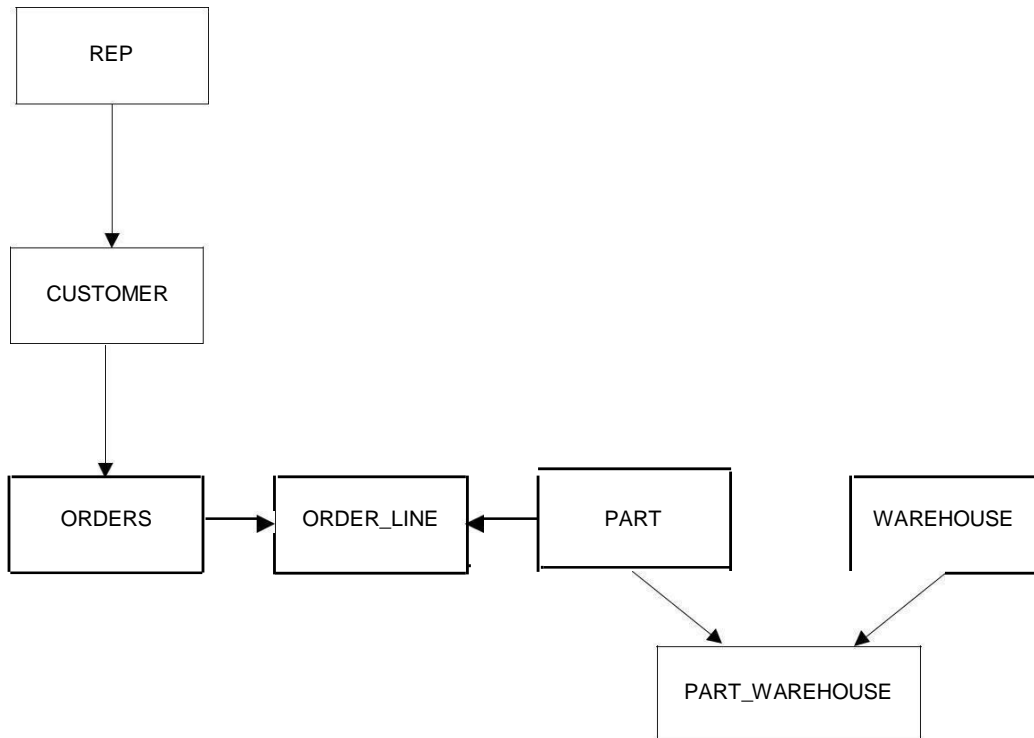 REP
CUSTOMER
ORDERS
ORDER_LINE
PART
WAREHOUSE
PART_WAREHOUSE